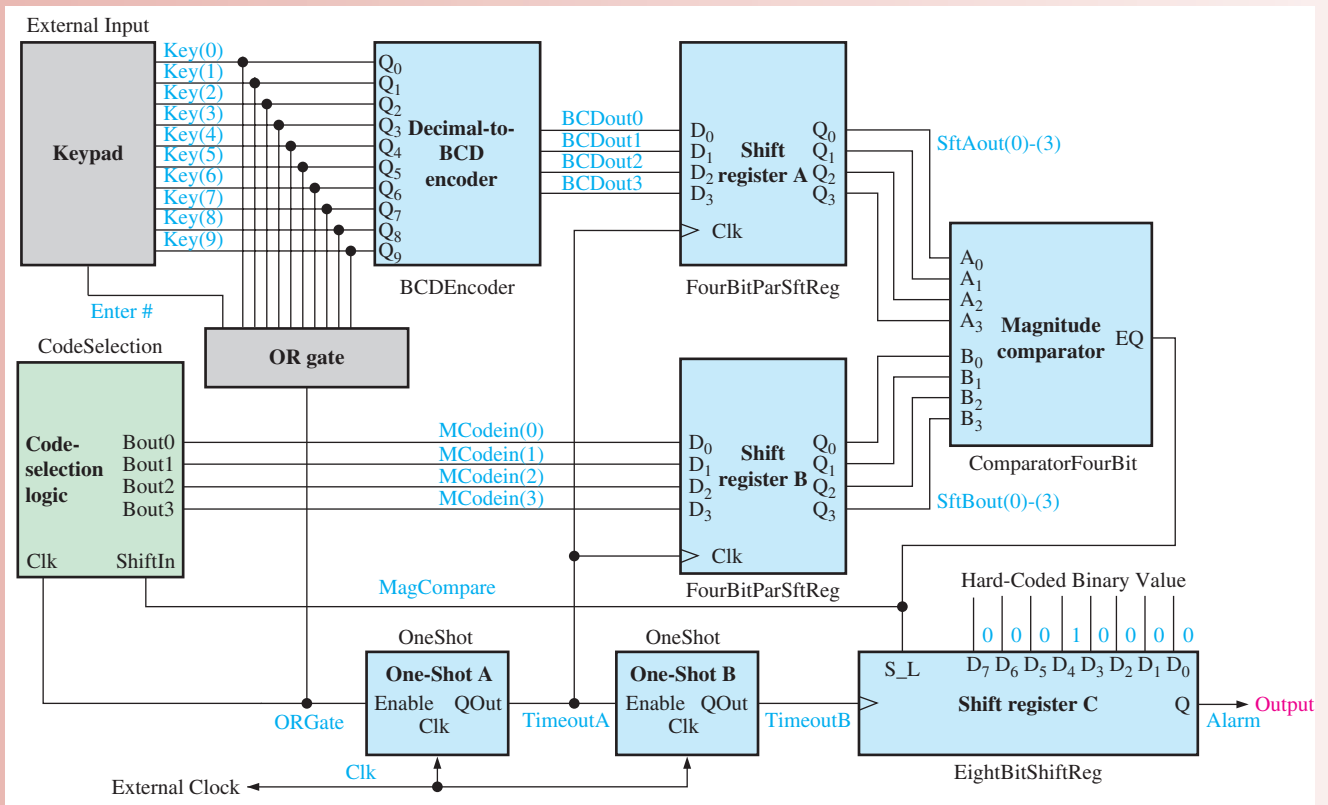 External Input
Keypad
Key(0)
Key(1)
Key(2)
Key(3)
Key(4)
Key(5)
Key(6)
Key(7)
Key(8)
Key(9)
Enter #
Q0
Q1
Q2
Q3
Q4
Q5
Q6
Q7
Q8
Q9
Decimal-to-
BCD
encoder
BCDEncoder
BCDout0
BCDout1
BCDout2
BCDout3
D0
D1
D2
D3
Clk
Shift
register A
Q0
Q1
Q2
Q3
FourBitParSftReg
SftAout(0)-(3)
OR gate
CodeSelection
Code-
selection
logic
Bout0
Bout1
Bout2
Bout3
Clk
ShiftIn
MCodein(0)
MCodein(1)
MCodein(2)
MCodein(3)
D0
D1
D2
D3
Clk
Shift
register B
Q0
Q1
Q2
Q3
FourBitParSftReg
SftBout(0)-(3)
A0
A1
A2
A3
B0
B1
B2
B3
Magnitude
comparator
EQ
ComparatorFourBit
MagCompare
Hard-Coded Binary Value
0 0 0 1 0 0 0 0
S_L
D7 D6 D5 D4 D3 D2 D1 D0
Shift register C
Q
EightBitShiftReg
Output
Alarm
OneShot
One-Shot A
Enable QOut
Clk
OneShot
One-Shot B
Enable QOut
Clk
ORGate
TimeoutA
TimeoutB
Clk
External Clock